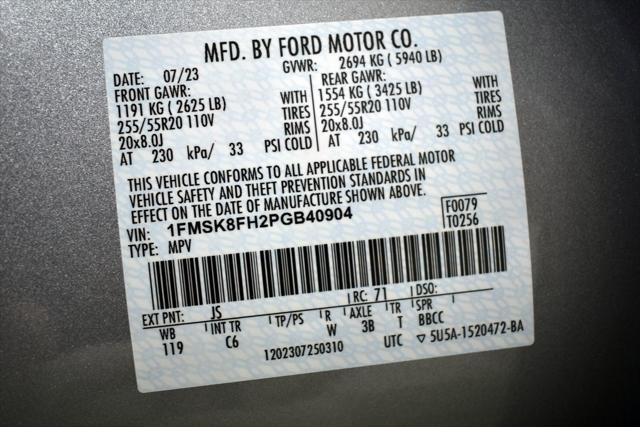 MFD. BY FORD MOTOR CO.
DATE: 07/23 GVWR: 2694 KG ( 5940 LB)
FRONT GAWR: REAR GAWR:
1191 KG ( 2625 LB) WITH 1554 KG ( 3425 LB) WITH
255/55R20 110V TIRES 255/55R20 110V TIRES
20x8.0J RIMS 20x8.0J RIMS
AT 230 kPa/ 33 PSI COLD AT 230 kPa/ 33 PSI COLD
THIS VEHICLE CONFORMS TO ALL APPLICABLE FEDERAL MOTOR
VEHICLE SAFETY AND THEFT PREVENTION STANDARDS IN
EFFECT ON THE DATE OF MANUFACTURE SHOWN ABOVE.
VIN: 1FMSK8FH2PGB40904 F0079
TYPE: MPV T0256
EXT PNT: JS RC: 71 DSO:
WB INT TR TP/PS R AXLE TR SPR
119 C6 W 3B T BBCC
1202307250310 UTC ▽ 5U5A-1520472-BA